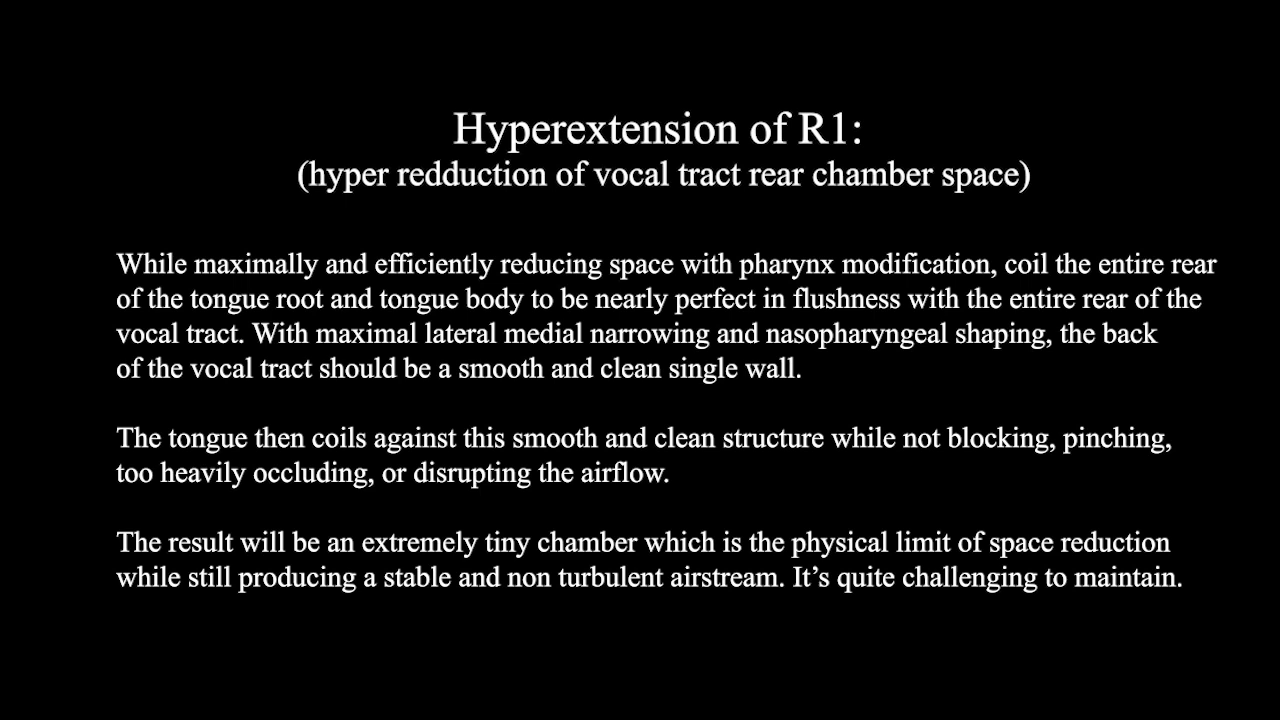 Hyperextension of R1:
(hyper redduction of vocal tract rear chamber space)
While maximally and efficiently reducing space with pharynx modification, coil the entire rear
of the tongue root and tongue body to be nearly perfect in flushness with the entire rear of the
vocal tract. With maximal lateral medial narrowing and nasopharyngeal shaping, the back
of the vocal tract should be a smooth and clean single wall.
The tongue then coils against this smooth and clean structure while not blocking, pinching,
too heavily occluding, or disrupting the airflow.
The result will be an extremely tiny chamber which is the physical limit of space reduction
while still producing a stable and non turbulent airstream. It’s quite challenging to maintain.